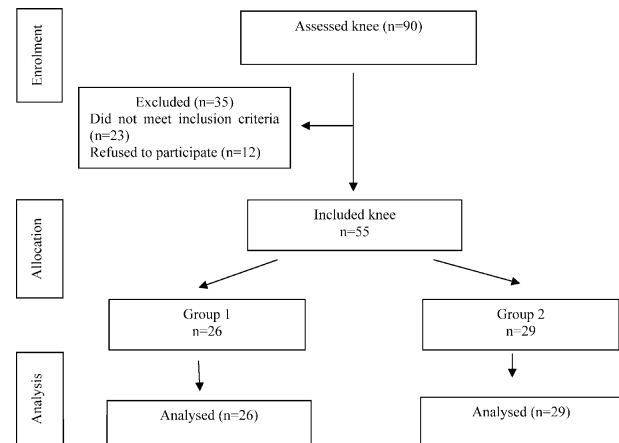 Enrolment
Assessed knee (n=90)
Excluded (n=35)
Did not meet inclusion criteria
(n=23)
Refused to participate (n=12)
Allocation
Included knee
n=55
Group 1
n=26
Group 2
n=29
Analysis
Analysed (n=26)
Analysed (n=29)